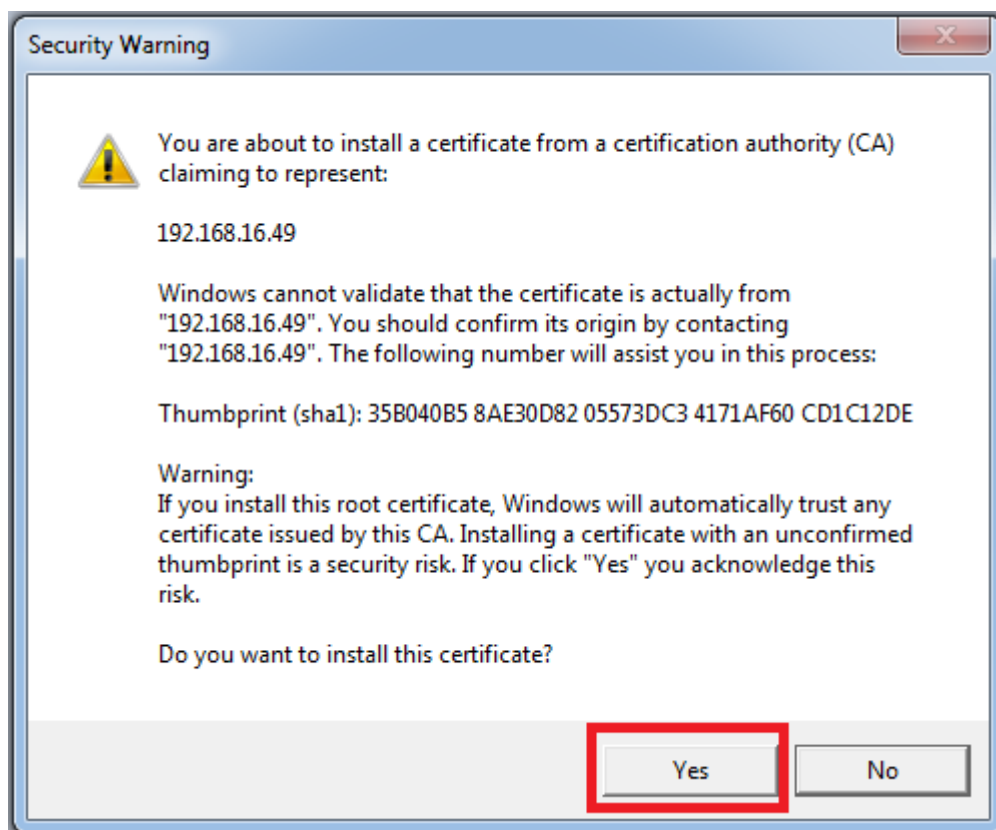 Security Warning
You are about to install a certificate from a certification authority (CA)
claiming to represent:
192.168.16.49
Windows cannot validate that the certificate is actually from
"192.168.16.49". You should confirm its origin by contacting
"192.168.16.49". The following number will assist you in this process:
Thumbprint (sha1): 35B040B5 8AE30D82 05573DC3 4171AF60 CD1C12DE
Warning:
If you install this root certificate, Windows will automatically trust any
certificate issued by this CA. Installing a certificate with an unconfirmed
thumbprint is a security risk. If you click "Yes" you acknowledge this
risk.
Do you want to install this certificate?
Yes
No